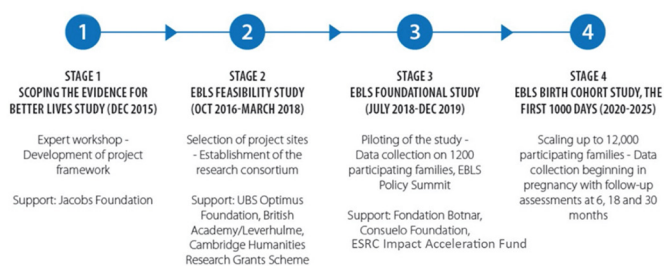 1
2
3
4
STAGE 1
SCOPING THE EVIDENCE FOR
BETTER LIVES STUDY (DEC 2015)
Expert workshop -
Development of project
framework
Support: Jacobs Foundation
STAGE 2
EBLS FEASIBILITY STUDY
(OCT 2016-MARCH 2018)
Selection of project sites
- Establishment of the
research consortium
Support: UBS Optimus
Foundation, British
Academy/Leverhulme,
Cambridge Humanities
Research Grants Scheme
STAGE 3
EBLS FOUNDATIONAL STUDY
(JULY 2018-DEC 2019)
Piloting of the study -
Data collection on 1200
participating families, EBLS
Policy Summit
Support: Fondation Botnar,
Consuelo Foundation,
ESRC Impact Acceleration Fund
STAGE 4
EBLS BIRTH COHORT STUDY, THE
FIRST 1000 DAYS (2020-2025)
Scaling up to 12,000
participating families - Data
collection beginning in
pregnancy with follow-up
assessments at 6, 18 and 30
months